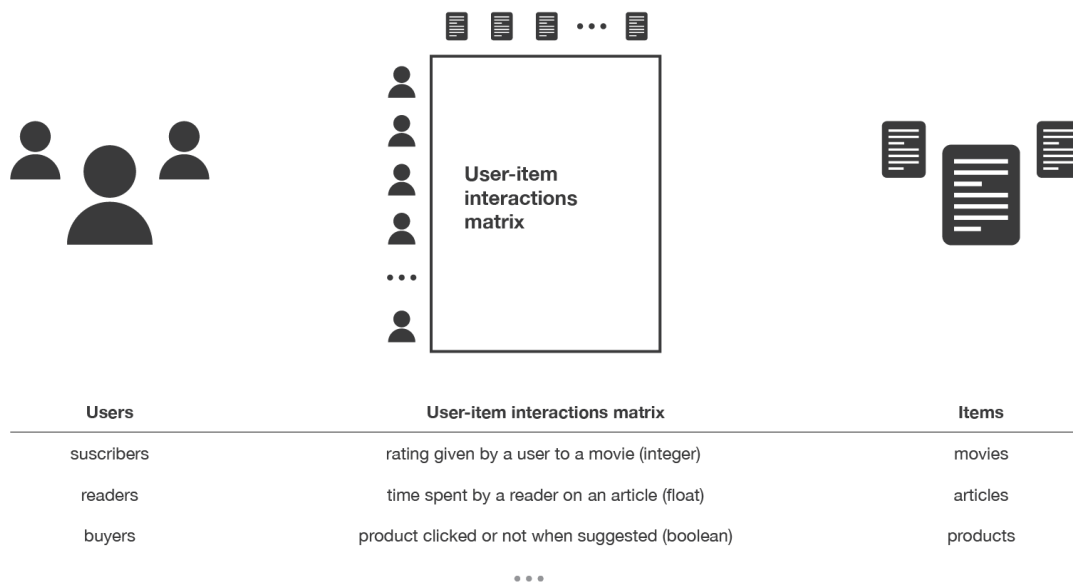 User-item
interactions
matrix
Users User-item interactions matrix Items
suscribers rating given by a user to a movie (integer) movies
readers time spent by a reader on an article (float) articles
buyers product clicked or not when suggested (boolean) products